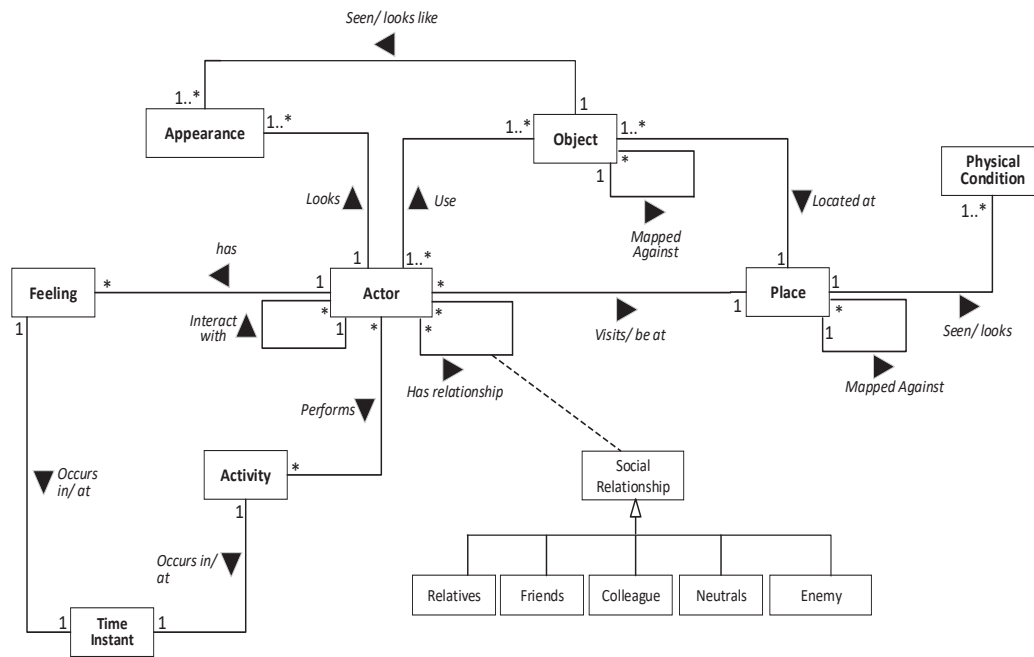 Seen/ looks like
1..*
1
Appearance
1..*
1..*
Object
1..*
*
1
Physical
Condition
1..*
Looks
Use
Mapped
Against
Located at
has
1
1..*
1
Feeling
*
1
Actor
*
1
Place
1
1
Interact
with
*
1
*
*
*
Visits/ be at
*
1
Seen/ looks
Has relationship
Mapped Against
Performs
Activity
*
1
Social
Relationship
Occurs
in/ at
Occurs in/
at
Relatives
Friends
Colleague
Neutrals
Enemy
1
Time
Instant
1